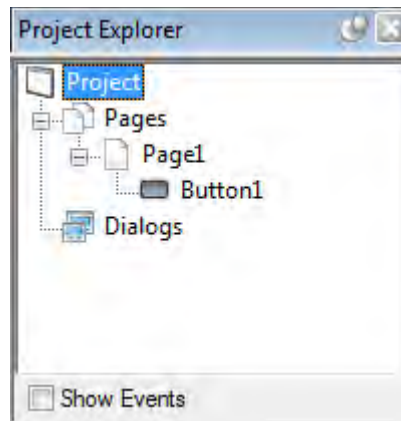 Project Explorer
Project
Pages
Page1
Button1
Dialogs
Show Events